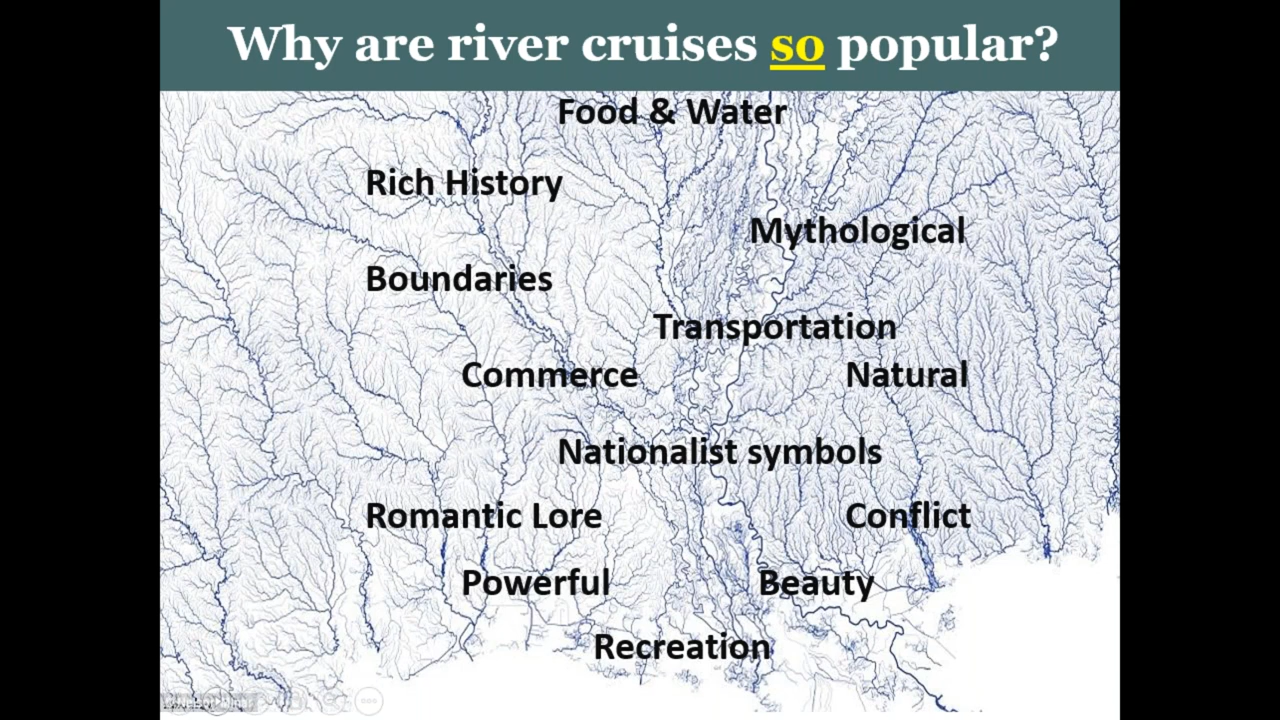 Why are river cruises so popular?
Food & Water
Rich History
Mythological
Boundaries
Transportation
Commerce
Natural
Nationalist symbols
Romantic Lore
Conflict
Powerful
Beauty
Recreation